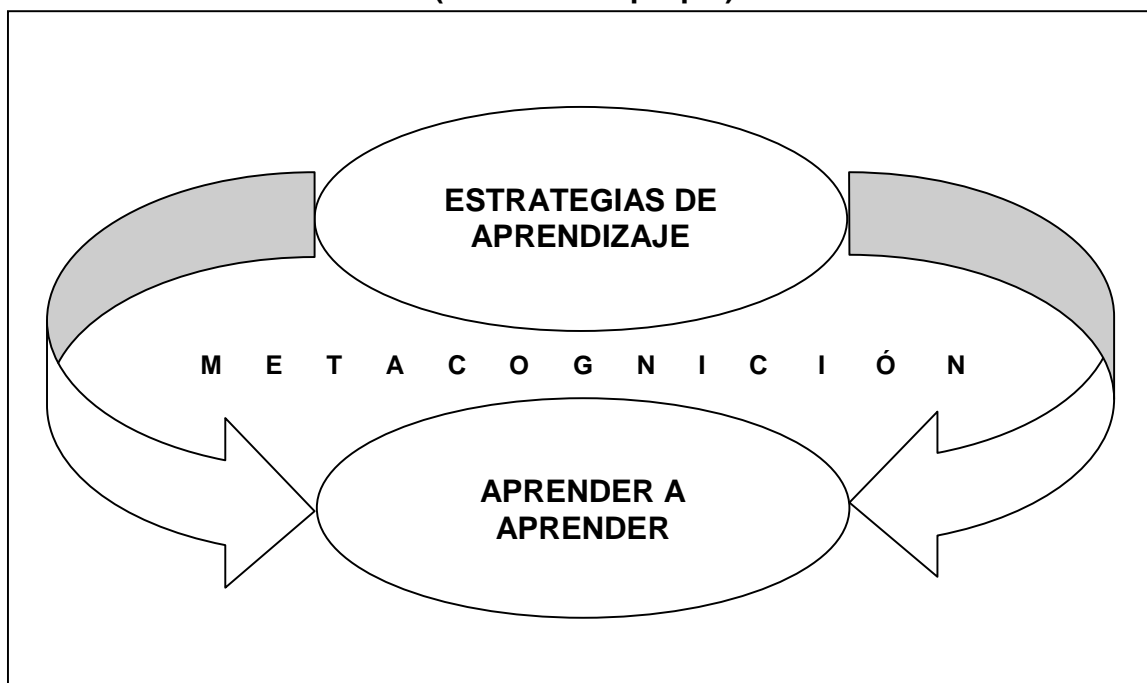 ESTRATEGIAS DE
APRENDIZAJE
M E T A C O G N I C I Ó N
APRENDER A
APRENDER